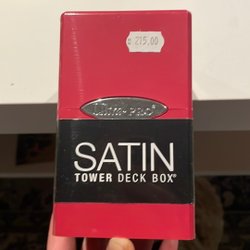 215.00
Ultra•PRO®
SATIN
TOWER DECK BOX®